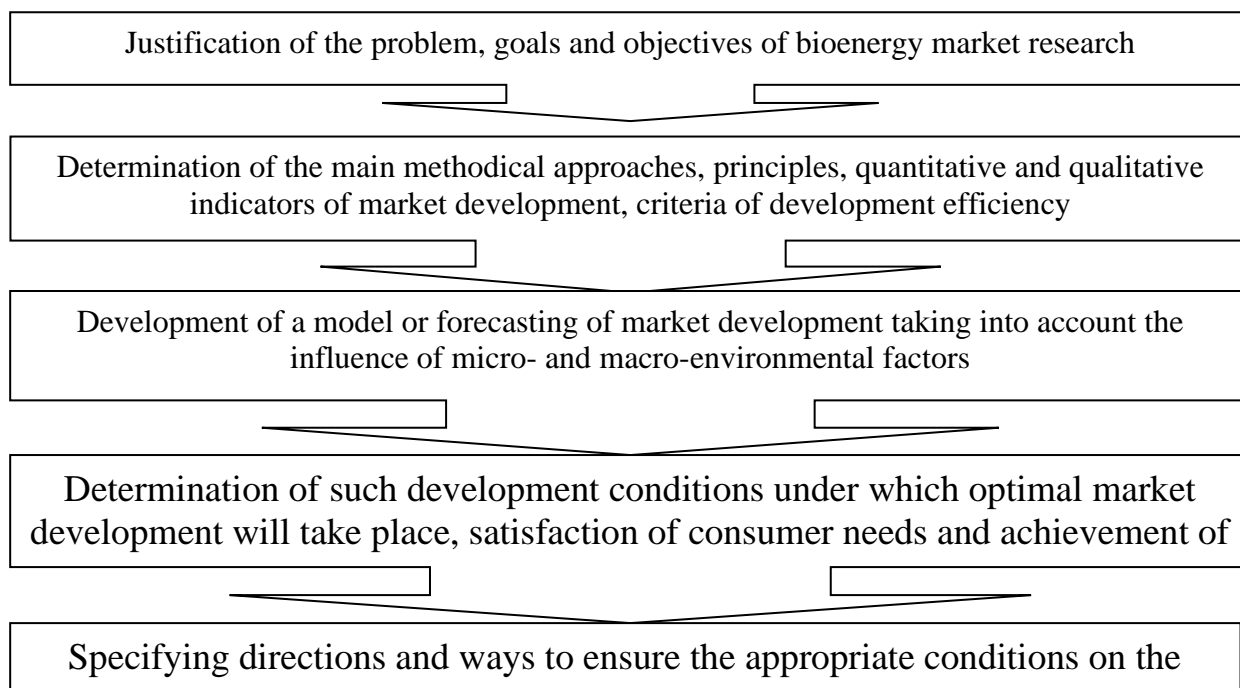 Justification of the problem, goals and objectives of bioenergy market research
Determination of the main methodical approaches, principles, quantitative and qualitative
indicators of market development, criteria of development efficiency
Development of a model or forecasting of market development taking into account the
influence of micro- and macro-environmental factors
Determination of such development conditions under which optimal market
development will take place, satisfaction of consumer needs and achievement of
Specifying directions and ways to ensure the appropriate conditions on the